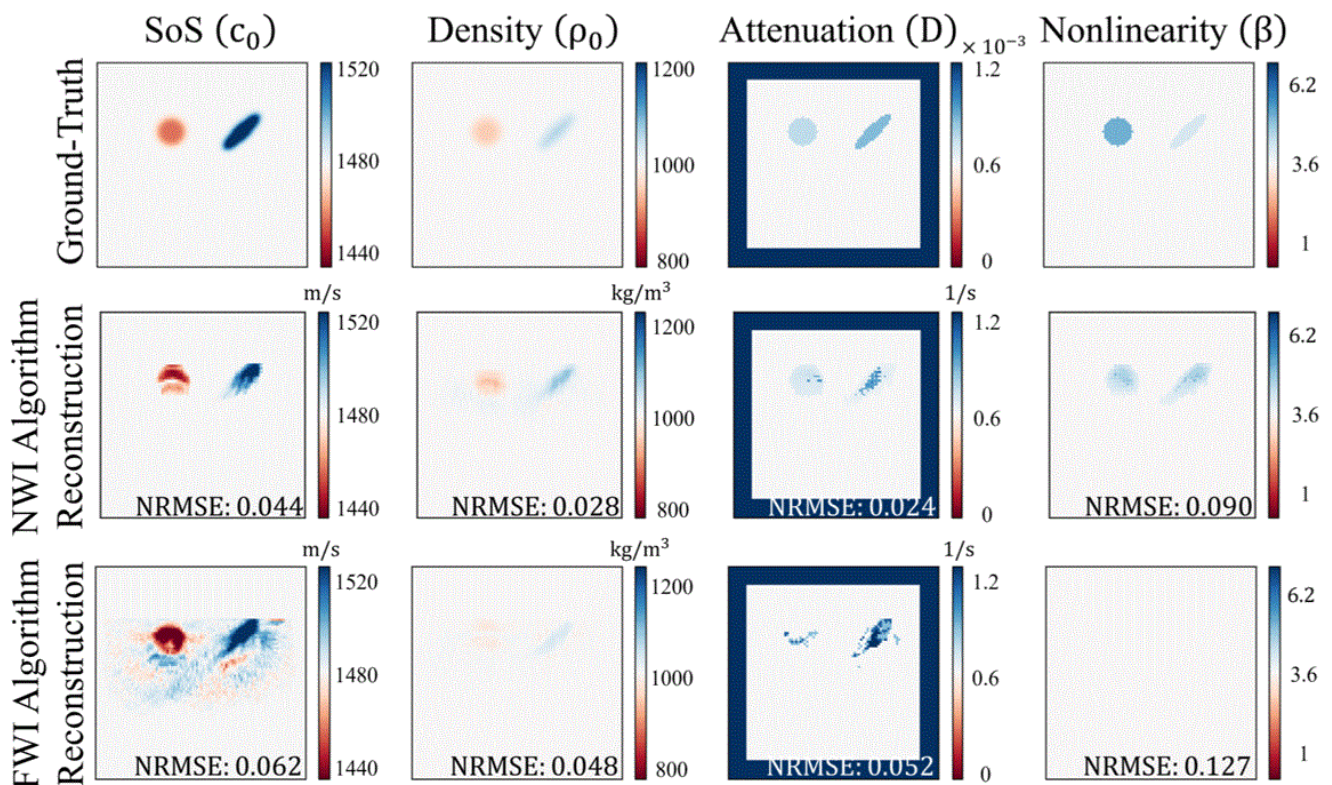 SoS (c₀)
Density (ρ₀)
Attenuation (D)
× 10⁻³
Nonlinearity (β)
Ground-Truth
1520
1480
1440
m/s
1200
1000
800
kg/m³
1.2
0.6
0
1/s
6.2
3.6
1
NWI Algorithm
Reconstruction
NRMSE: 0.044
1520
1480
1440
m/s
NRMSE: 0.028
1200
1000
800
kg/m³
NRMSE: 0.024
1.2
0.6
0
1/s
NRMSE: 0.090
6.2
3.6
1
FWI Algorithm
Reconstruction
NRMSE: 0.062
1520
1480
1440
NRMSE: 0.048
1200
1000
800
NRMSE: 0.052
1.2
0.6
0
NRMSE: 0.127
6.2
3.6
1